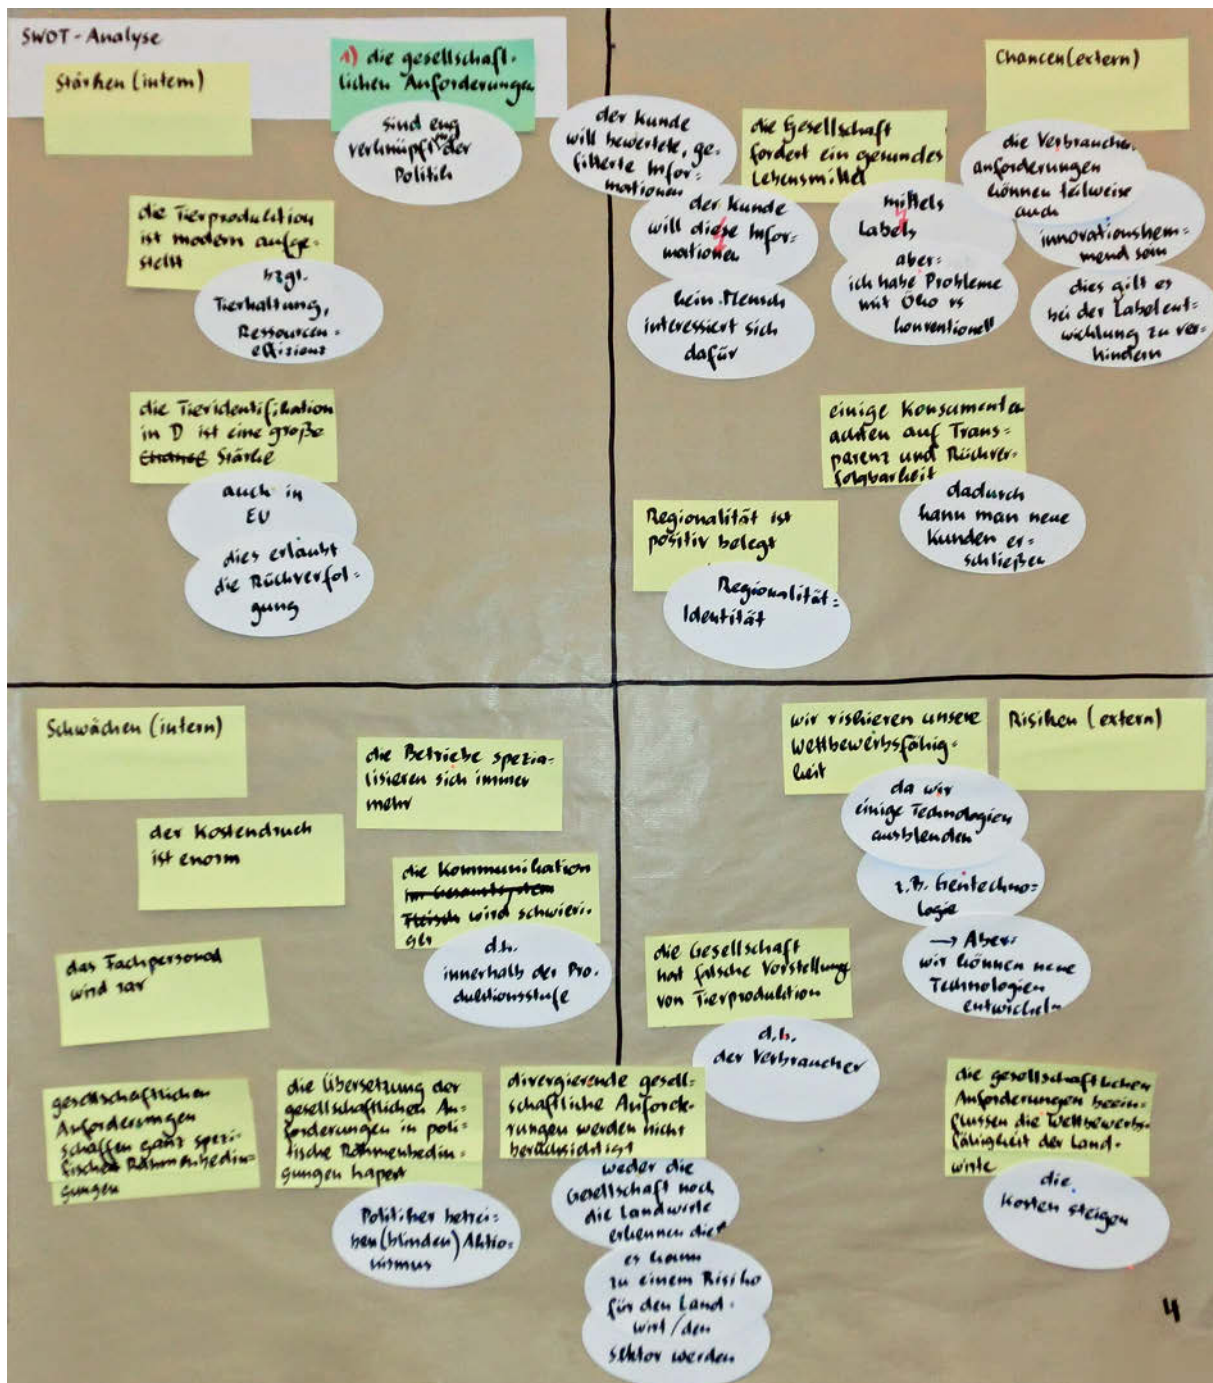 SWOT-Analyse
Stärken (intern)
1) die gesellschaft-
lichen Anforderungen
sind eng
verknüpft mit der
Politik
die Tierproduktion
ist modern aufge-
stellt
bzgl.
Tierhaltung,
Ressourcen-
effizienz
die Tieridentifikation
in D ist eine große
Chance Stärke
auch in
EU
dies erlaubt
die Rückverfol-
gung
Chancen (extern)
der Kunde
will bewertete, ge-
filterte Infor-
mationen
der Kunde
will diese Infor-
mationen
kein Mensch
interessiert sich
dafür
die Gesellschaft
fordert ein gesundes
Lebensmittel
mittels
Labels
aber:
ich habe Probleme
mit Öko vs
konventionell
die Verbraucher-
anforderungen
können teilweise
auch
innovationshem-
mend sein
dies gilt es
bei der Labelent-
wicklung zu ver-
hindern
einige Konsumenten
achten auf Trans-
parenz und Rückver-
folgbarkeit
dadurch
kann man neue
Kunden er-
schließen
Regionalität ist
positiv belegt
Regionalität =
Identität
Schwächen (intern)
die Betriebe spezia-
lisieren sich immer
mehr
der Kostendruck
ist enorm
die Kommunikation
im Gesamtsystem
Fleisch wird schwieri-
ger
d.h.
innerhalb der Pro-
duktionsstufe
das Fachpersonal
wird rar
gesellschaftlichen
Anforderungen
schaffen ganz spezi-
fischen Rahmenbedin-
gungen
die Übersetzung der
gesellschaftlichen An-
forderungen in poli-
tische Rahmenbedin-
gungen hapert
Politiker betrei-
ben (blinden) Aktio-
nismus
divergierende gesell-
schaftliche Anforde-
rungen werden nicht
berücksichtigt
weder die
Gesellschaft noch
die Landwirte
erkennen dies
es kann
zu einem Risiko
für den Land-
wirt / den
Sektor werden
Risiken (extern)
wir riskieren unsere
Wettbewerbsfähig-
keit
da wir
einige Technologien
ausblenden
z.B. Gentechno-
logie
→ Aber:
wir können neue
Technologien
entwickeln
die Gesellschaft
hat falsche Vorstellung
von Tierproduktion
d.h.
der Verbraucher
die gesellschaftlichen
Anforderungen beein-
flussen die Wettbewerbs-
fähigkeit der Land-
wirte
die
Kosten steigen
4